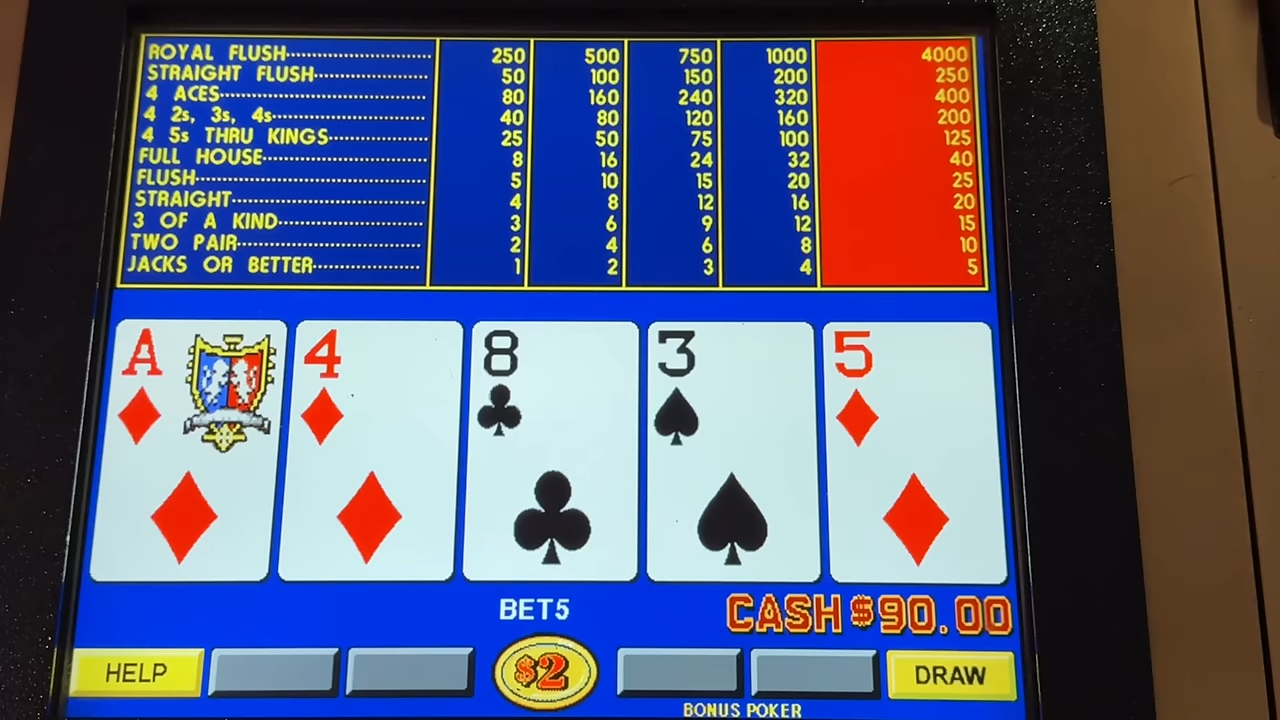 ROYAL FLUSH 250 500 750 1000 4000
STRAIGHT FLUSH 50 100 150 200 250
4 ACES 80 160 240 320 400
4 2s, 3s, 4s 40 80 120 160 200
4 5s THRU KINGS 25 50 75 100 125
FULL HOUSE 8 16 24 32 40
FLUSH 5 10 15 20 25
STRAIGHT 4 8 12 16 20
3 OF A KIND 3 6 9 12 15
TWO PAIR 2 4 6 8 10
JACKS OR BETTER 1 2 3 4 5
A 4 8 3 5
BET5 CASH $90.00
HELP $2 DRAW
BONUS POKER